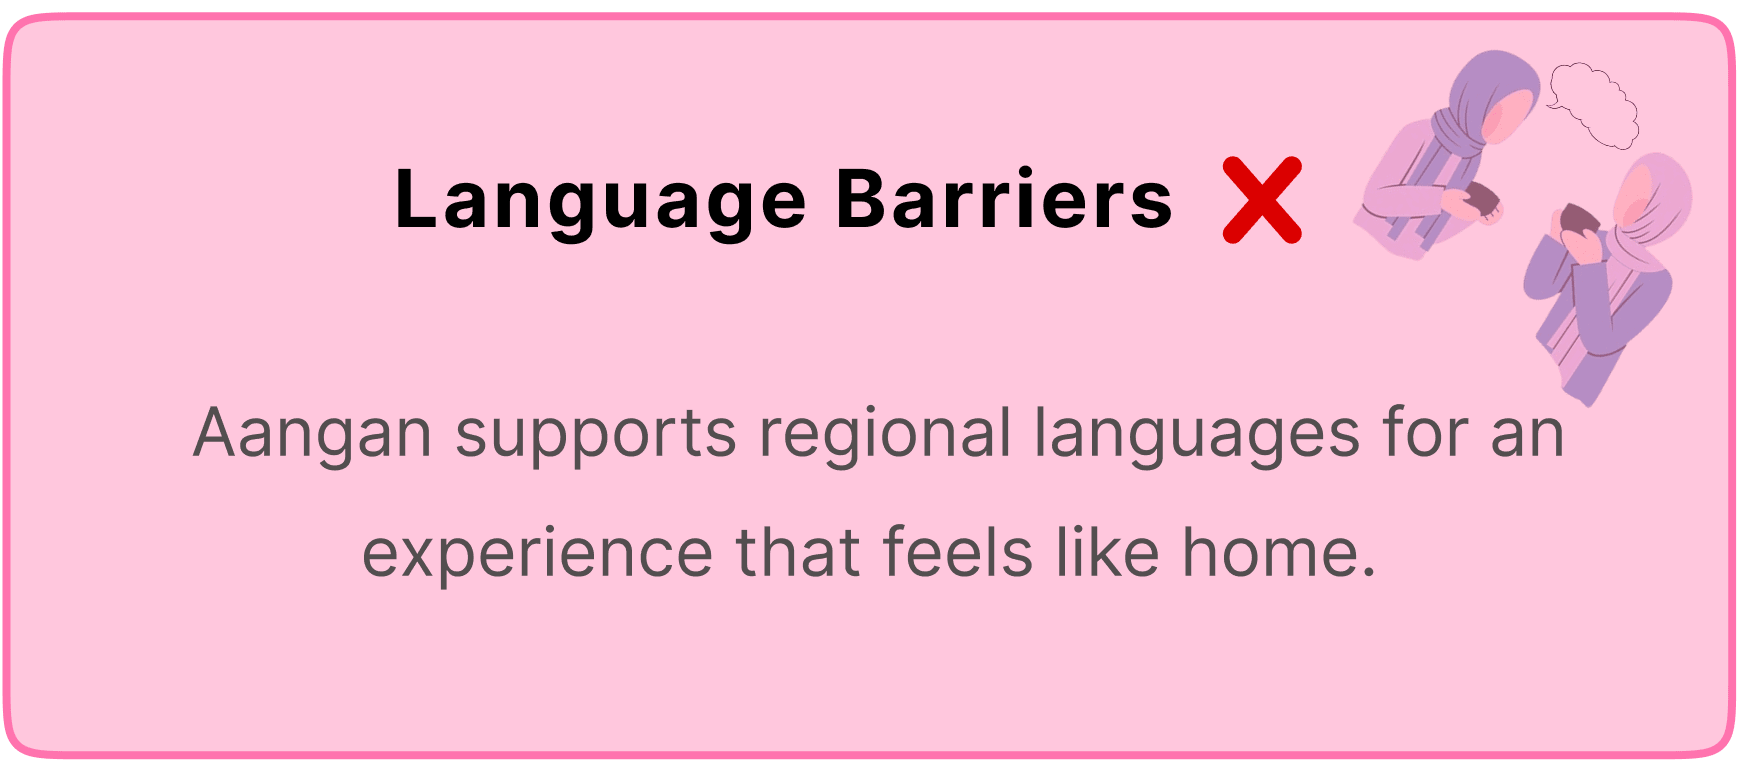 Language Barriers ❌
Aangan supports regional languages for an
experience that feels like home.